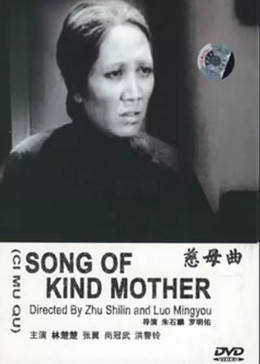 慈母曲
(CI MU QU)
SONG OF
KIND MOTHER
Directed By Zhu Shilin and Luo Mingyou
导演 朱石麟 罗明佑
主演 林楚楚 张翼 尚冠武 洪警铃
DVD
VIDEO